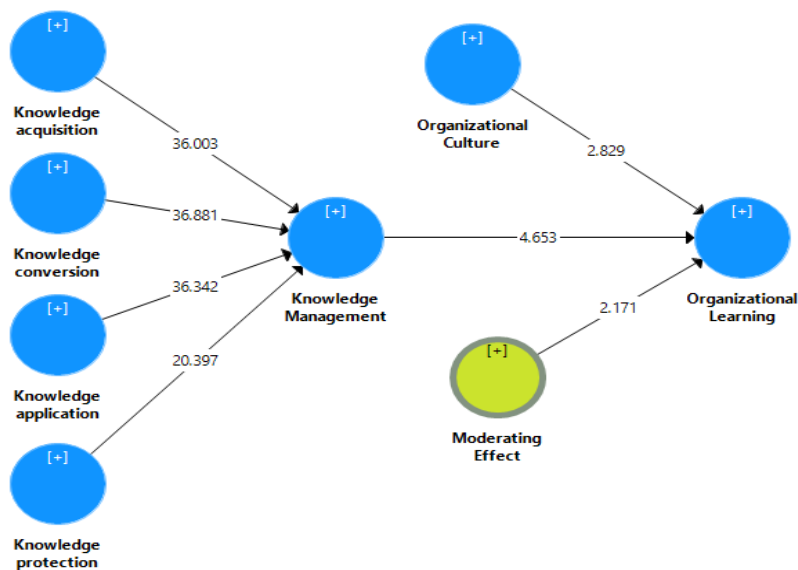 [+]
Knowledge
acquisition
36.003
[+]
Knowledge
conversion
36.881
[+]
Knowledge
application
36.342
[+]
Knowledge
protection
20.397
[+]
Knowledge
Management
4.653
[+]
Organizational
Culture
2.829
[+]
Moderating
Effect
2.171
[+]
Organizational
Learning